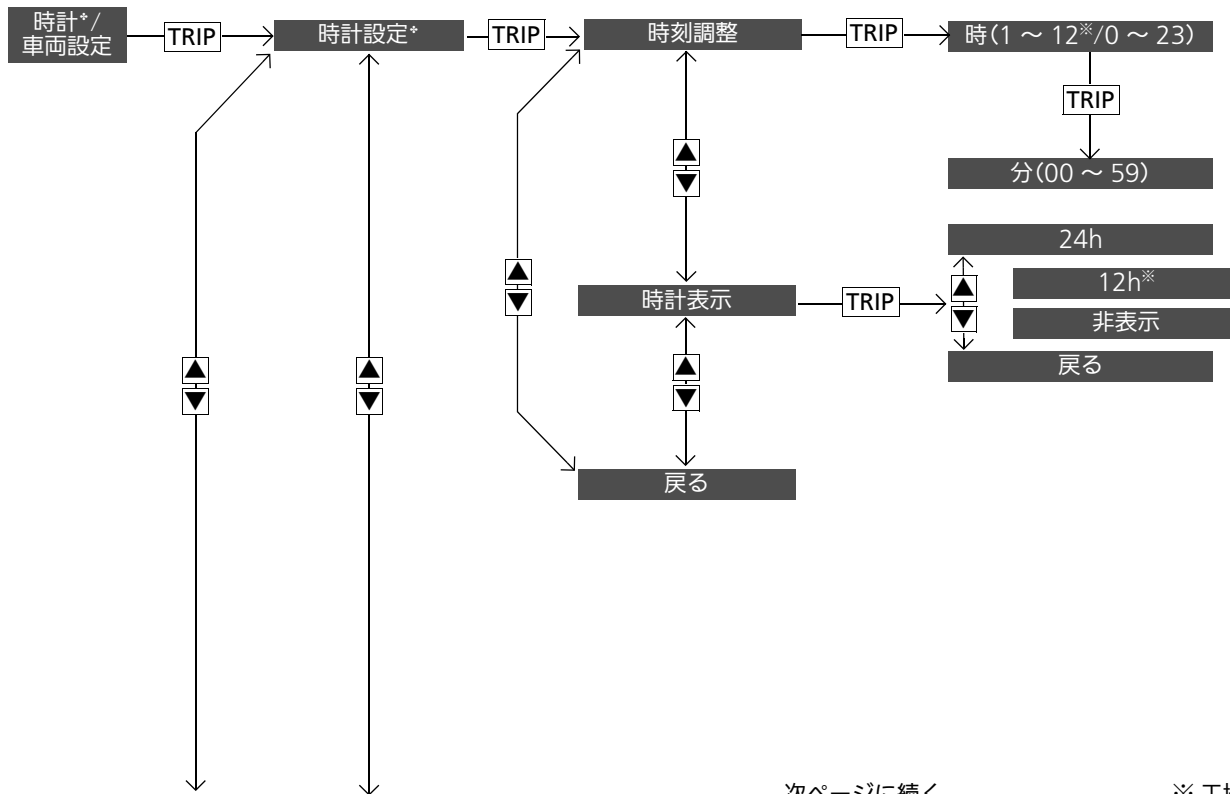 時計*/
車両設定
TRIP
時計設定*
TRIP
時刻調整
TRIP
時(1 ～ 12※/0 ～ 23)
TRIP
分(00 ～ 59)
▲
▼
24h
▲
▼
12h※
▲
▼
時計表示
TRIP
非表示
戻る
▲
▼
▲
▼
▲
▼
戻る